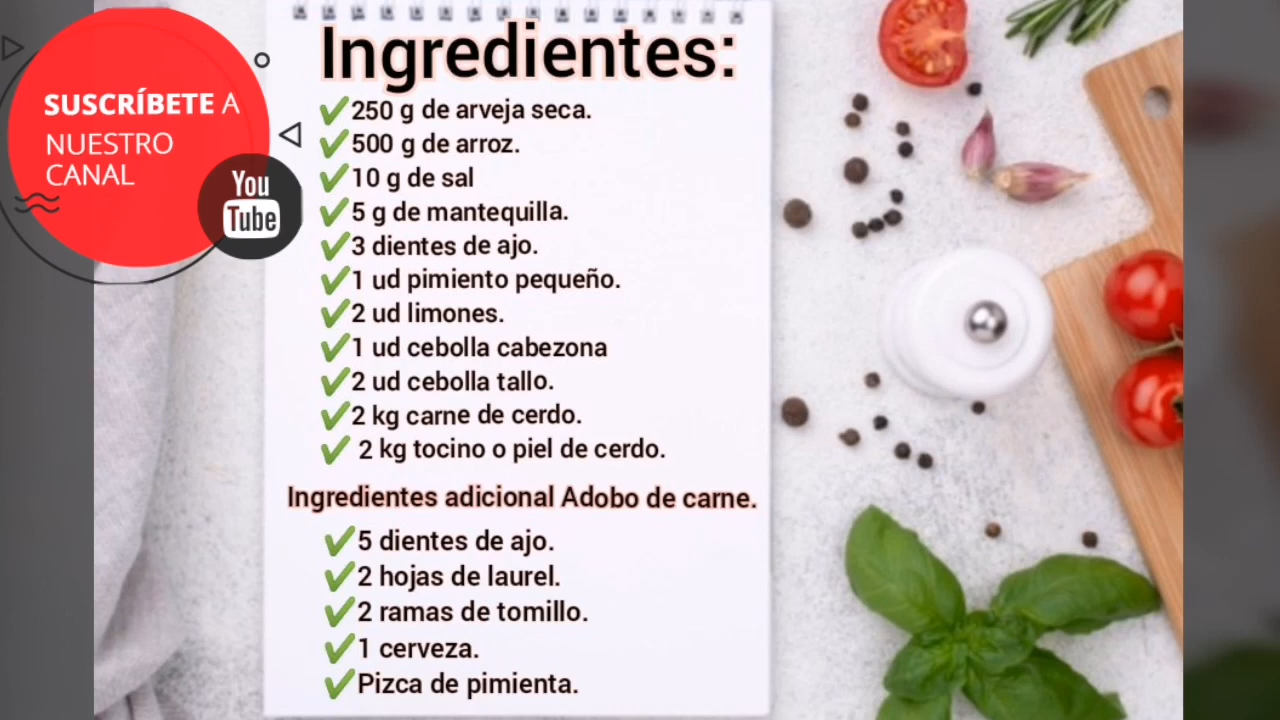 SUSCRÍBETE A
NUESTRO
CANAL
You
Tube
Ingredientes:
✔250 g de arveja seca.
✔500 g de arroz.
✔10 g de sal
✔5 g de mantequilla.
✔3 dientes de ajo.
✔1 ud pimiento pequeño.
✔2 ud limones.
✔1 ud cebolla cabezona
✔2 ud cebolla tallo.
✔2 kg carne de cerdo.
✔ 2 kg tocino o piel de cerdo.
Ingredientes adicional Adobo de carne.
✔5 dientes de ajo.
✔2 hojas de laurel.
✔2 ramas de tomillo.
✔1 cerveza.
✔Pizca de pimienta.